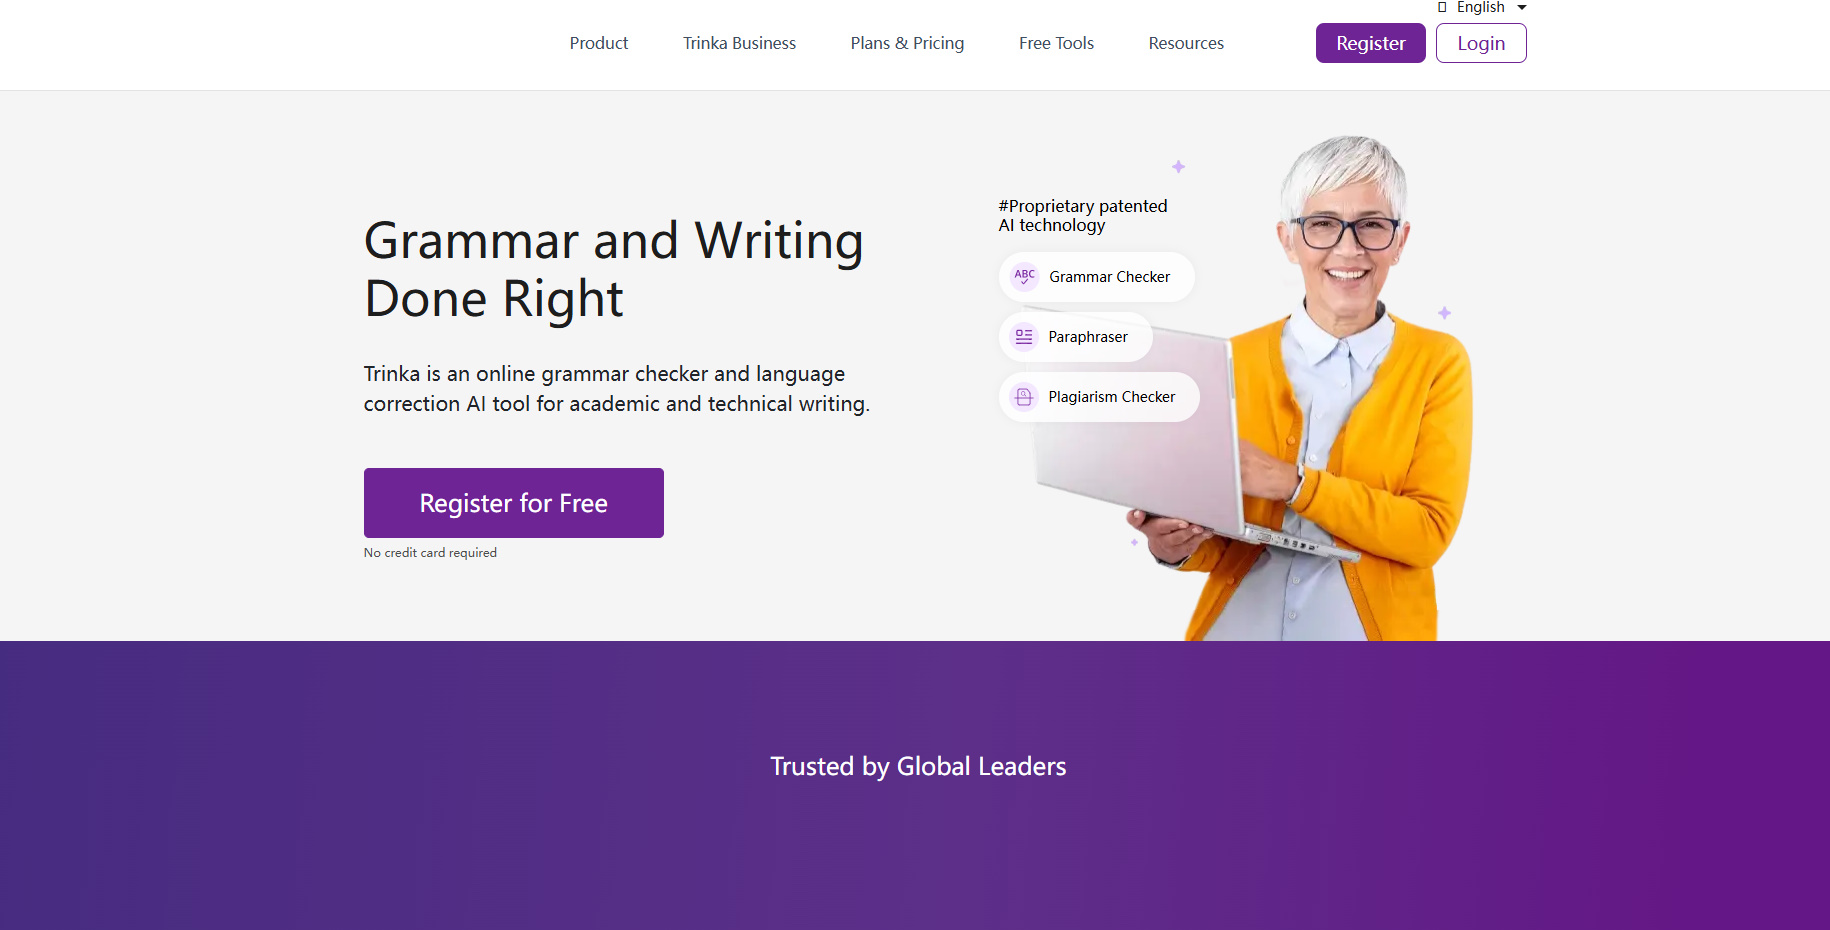 English
Product
Trinka Business
Plans & Pricing
Free Tools
Resources
Register
Login
Grammar and Writing
Done Right
Trinka is an online grammar checker and language
correction AI tool for academic and technical writing.
Register for Free
No credit card required
#Proprietary patented
AI technology
ABC
Grammar Checker
Paraphraser
Plagiarism Checker
Trusted by Global Leaders